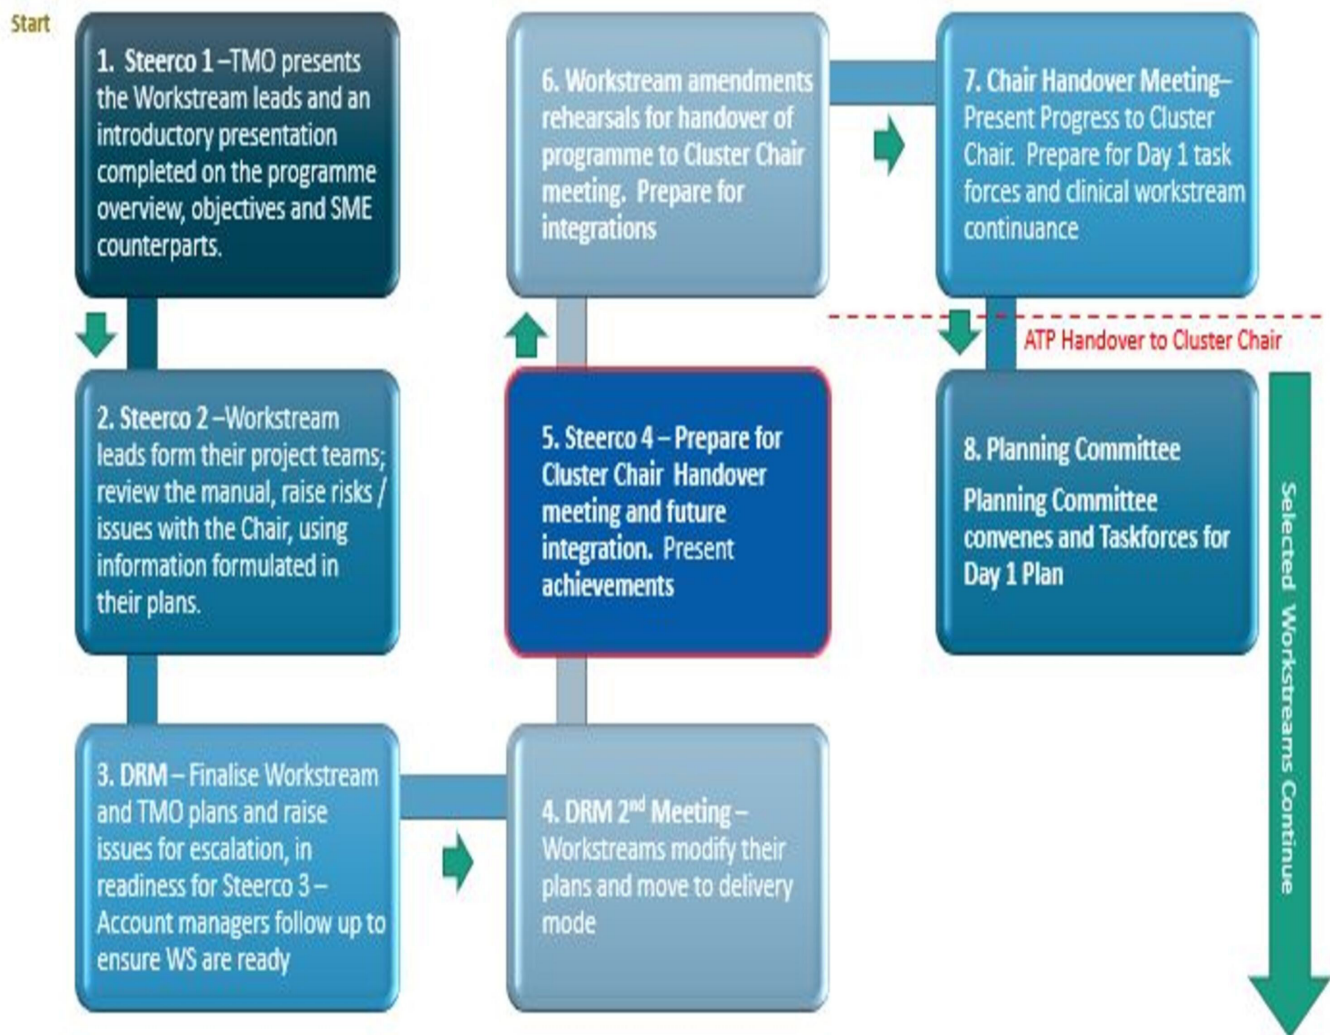 Start
1. Steerco 1 –TMO presents
the Workstream leads and an
introductory presentation
completed on the programme
overview, objectives and SME
counterparts.
2. Steerco 2 –Workstream
leads form their project teams;
review the manual, raise risks /
issues with the Chair, using
information formulated in
their plans.
3. DRM – Finalise Workstream
and TMO plans and raise
issues for escalation, in
readiness for Steerco 3 –
Account managers follow up to
ensure WS are ready
4. DRM 2nd Meeting –
Workstreams modify their
plans and move to delivery
mode
5. Steerco 4 – Prepare for
Cluster Chair Handover
meeting and future
integration. Present
achievements
6. Workstream amendments
rehearsals for handover of
programme to Cluster Chair
meeting. Prepare for
integrations
7. Chair Handover Meeting–
Present Progress to Cluster
Chair. Prepare for Day 1 task
forces and clinical workstream
continuance
ATP Handover to Cluster Chair
8. Planning Committee
Planning Committee
convenes and Taskforces for
Day 1 Plan
Selected Workstreams Continue